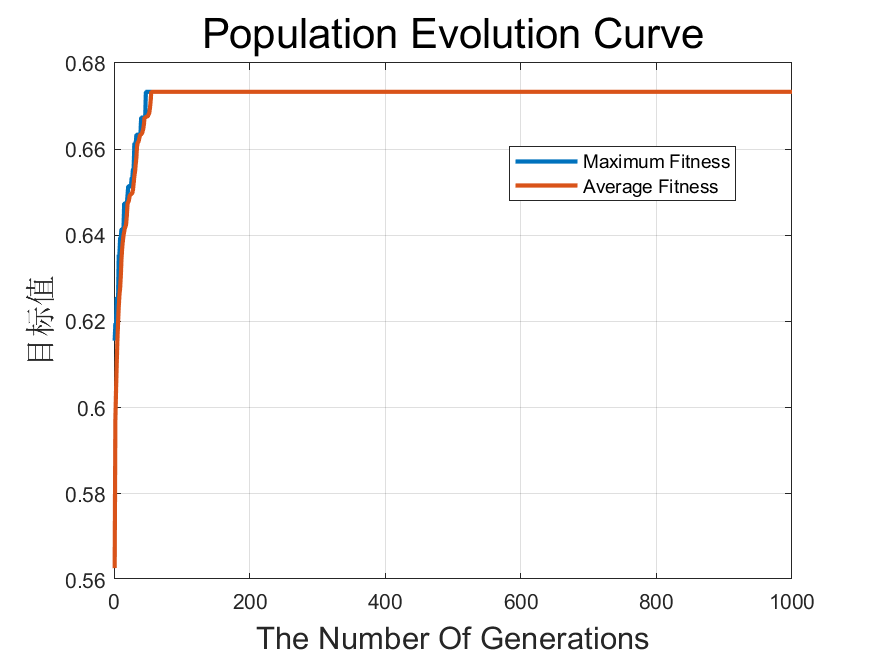 Population Evolution Curve
0.68
0.66
0.64
0.62
0.6
0.58
0.56
目标值
Maximum Fitness
Average Fitness
0 200 400 600 800 1000
The Number Of Generations